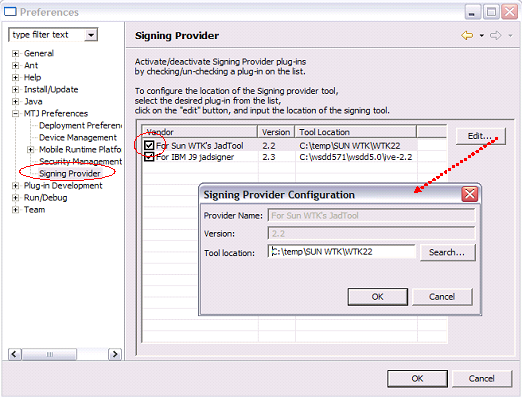 Preferences
type filter text
General
Ant
Help
Install/Update
Java
MTJ Preferences
Deployment Preferenc
Device Management
Mobile Runtime Platfo
Security Management
Signing Provider
Plug-in Development
Run/Debug
Team
Signing Provider
Activate/deactivate Signing Provider plug-ins
by checking/un-checking a plug-in on the list.
To configure the location of the Signing provider tool,
select the desired plug-in from the list,
click on the "edit" button, and input the location of the signing tool.
Vendor Version Tool Location
For Sun WTK's JadTool 2.2 C:\temp\SUN WTK\WTK22
For IBM J9 jadsigner 2.3 C:\wsdd571\wsdd5.0\ive-2.2
Edit...
Signing Provider Configuration
Provider Name: For Sun WTK's JadTool
Version: 2.2
Tool location: C:\temp\SUN WTK\WTK22 Search...
OK Cancel
OK Cancel